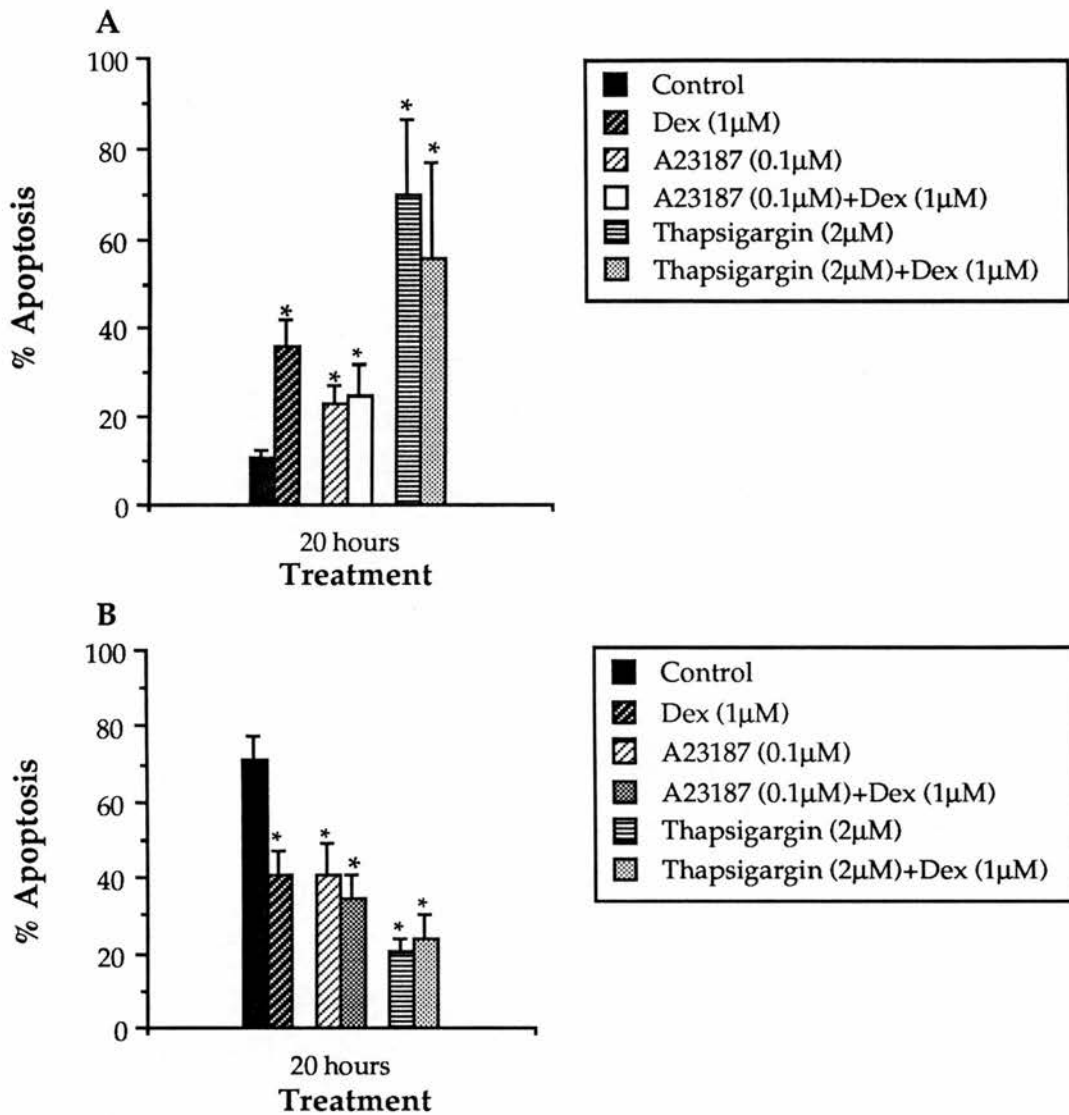 A
100
80
60
40
20
0
% Apoptosis
* * * * *
20 hours
Treatment
Control
Dex (1µM)
A23187 (0.1µM)
A23187 (0.1µM)+Dex (1µM)
Thapsigargin (2µM)
Thapsigargin (2µM)+Dex (1µM)
B
100
80
60
40
20
0
% Apoptosis
* * * * *
20 hours
Treatment
Control
Dex (1µM)
A23187 (0.1µM)
A23187 (0.1µM)+Dex (1µM)
Thapsigargin (2µM)
Thapsigargin (2µM)+Dex (1µM)